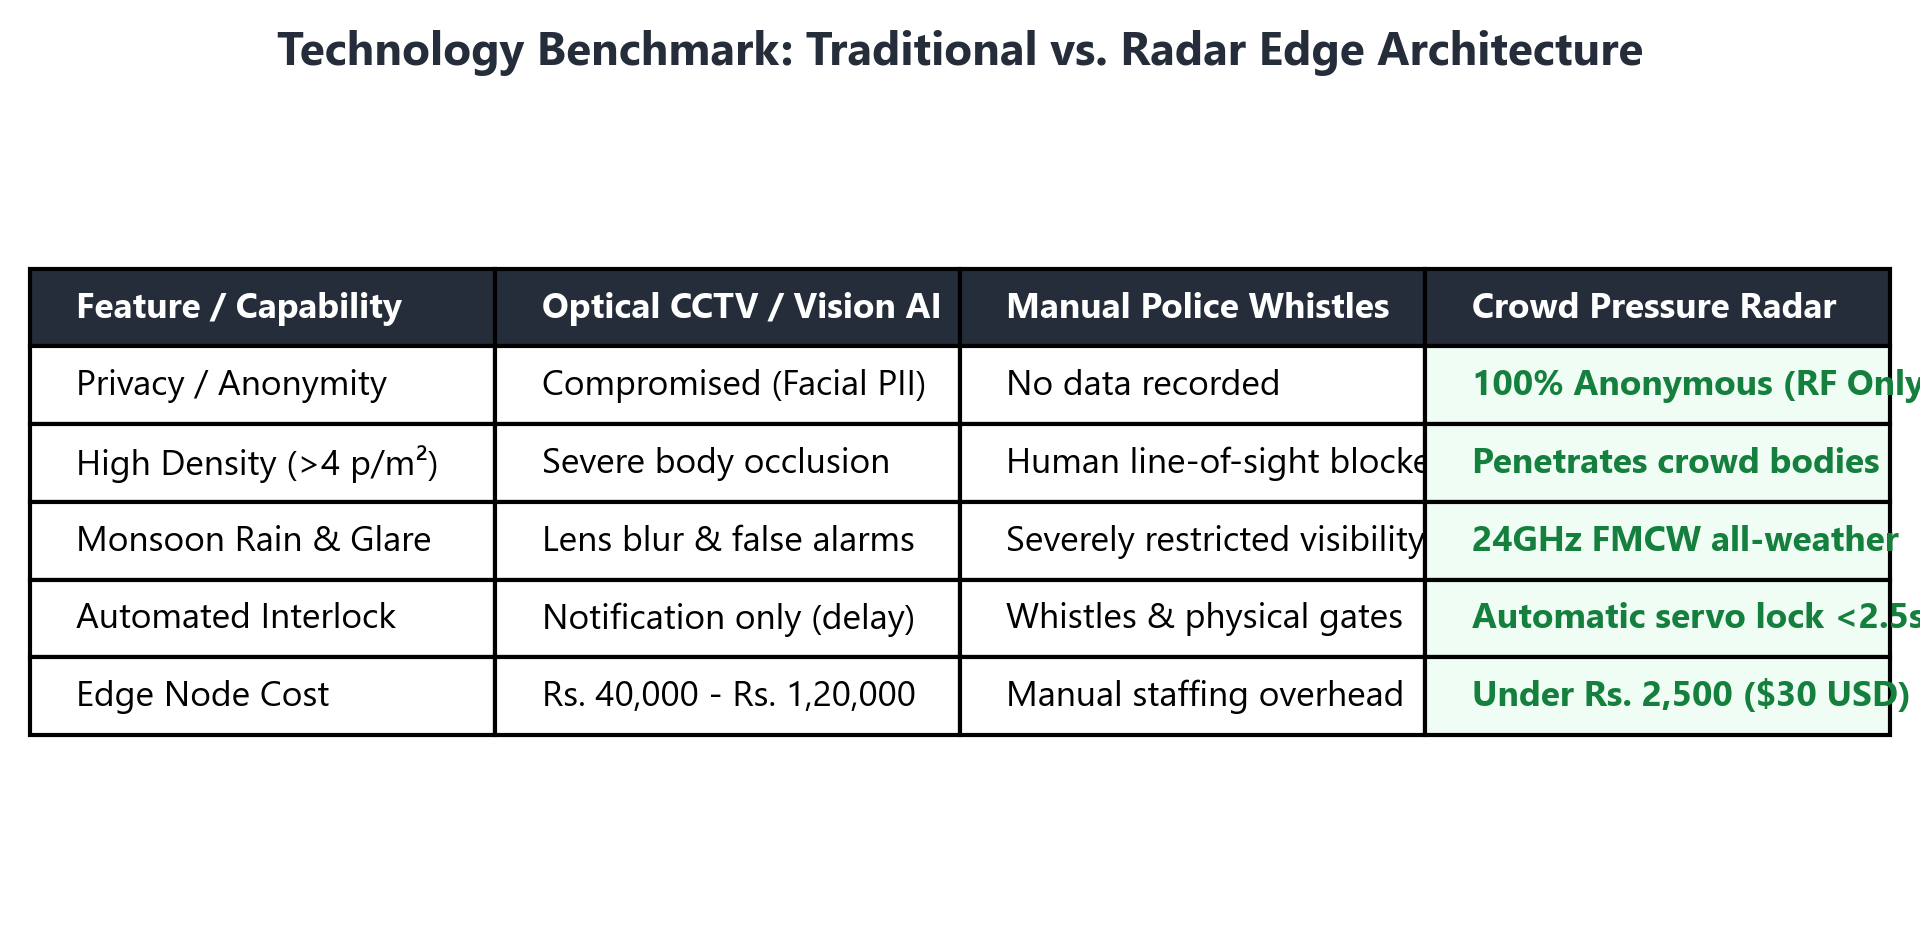 Technology Benchmark: Traditional vs. Radar Edge Architecture
Feature / Capability Optical CCTV / Vision AI Manual Police Whistles Crowd Pressure Radar
Privacy / Anonymity Compromised (Facial PII) No data recorded 100% Anonymous (RF Only
High Density (>4 p/m²) Severe body occlusion Human line-of-sight blocke Penetrates crowd bodies
Monsoon Rain & Glare Lens blur & false alarms Severely restricted visibility 24GHz FMCW all-weather
Automated Interlock Notification only (delay) Whistles & physical gates Automatic servo lock <2.5s
Edge Node Cost Rs. 40,000 - Rs. 1,20,000 Manual staffing overhead Under Rs. 2,500 ($30 USD)